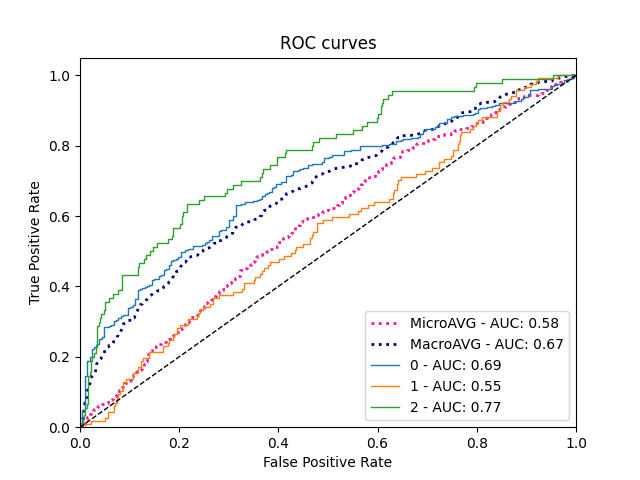 ROC curves
True Positive Rate
1.0
0.8
0.6
0.4
0.2
0.0
MicroAVG - AUC: 0.58
MacroAVG - AUC: 0.67
0 - AUC: 0.69
1 - AUC: 0.55
2 - AUC: 0.77
0.0 0.2 0.4 0.6 0.8 1.0
False Positive Rate